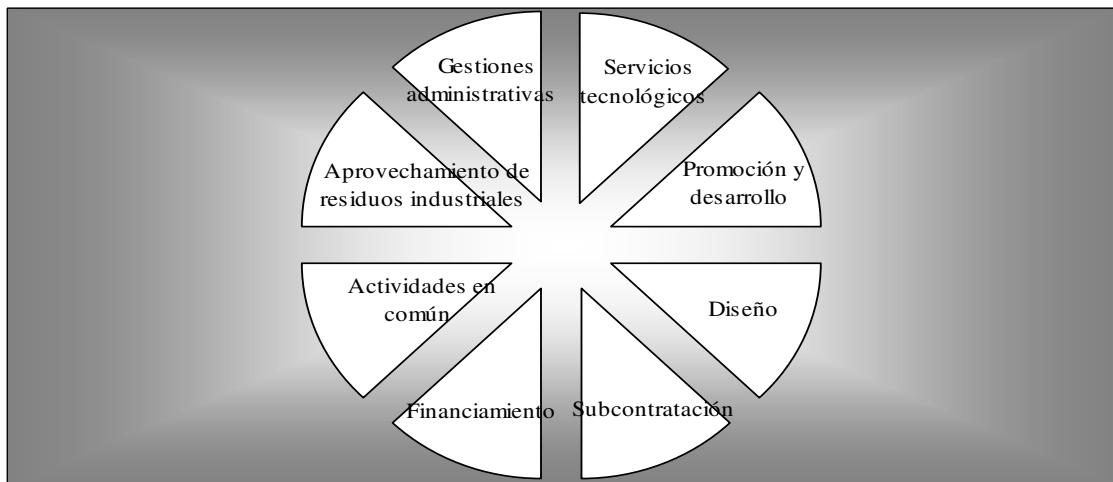 Gestiones
administrativas
Servicios
tecnológicos
Promoción y
desarrollo
Diseño
Subcontratación
Financiamiento
Actividades en
común
Aprovechamiento de
residuos industriales